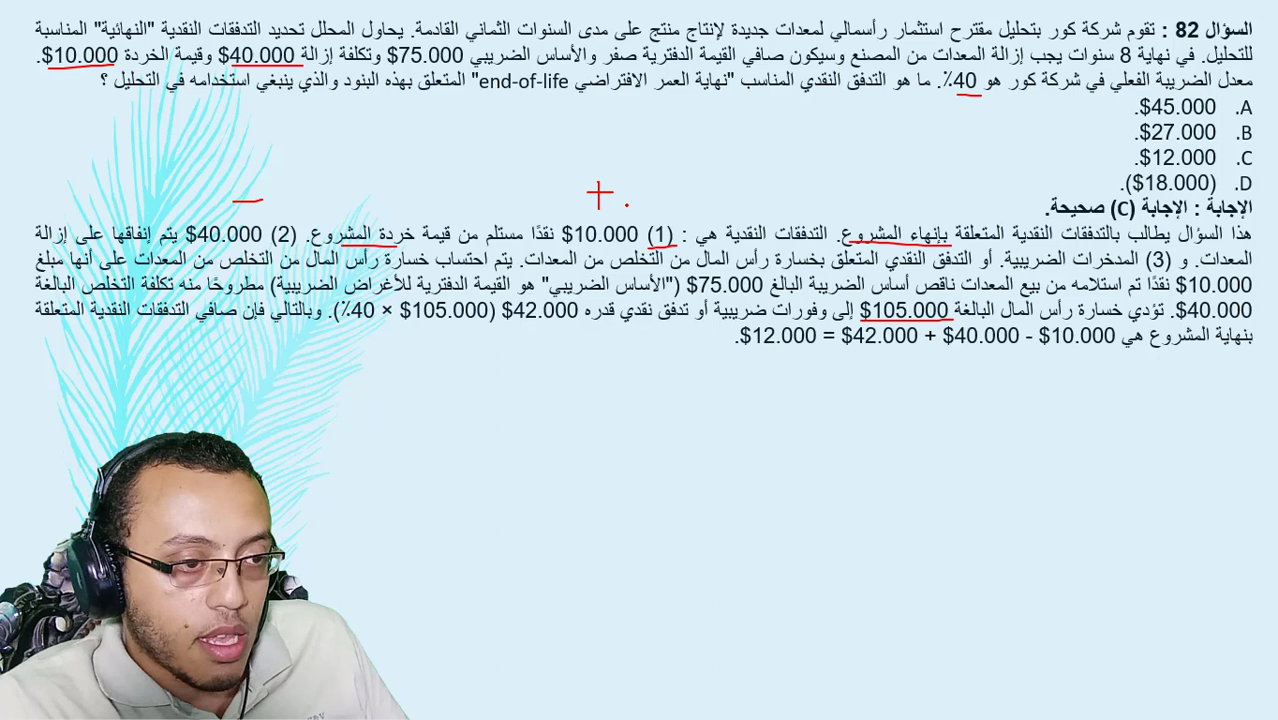 السؤال 82 : تقوم شركة كور بتحليل مقترح استثمار رأسمالي لمعدات جديدة لإنتاج منتج على مدى السنوات الثماني القادمة. يحاول المحلل تحديد التدفقات النقدية "النهائية" المناسبة
للتحليل. في نهاية 8 سنوات يجب إزالة المعدات من المصنع وسيكون صافي القيمة الدفترية صفر والأساس الضريبي 75.000$ وتكلفة إزالة 40.000$ وقيمة الخردة 10.000$.
معدل الضريبة الفعلي في شركة كور هو 40٪. ما هو التدفق النقدي المناسب "نهاية العمر الافتراضي end-of-life" المتعلق بهذه البنود والذي ينبغي استخدامه في التحليل ؟
A. 45.000$.
B. 27.000$.
C. 12.000$.
D. (18.000$).
الإجابة : الإجابة (C) صحيحة.
هذا السؤال يطالب بالتدفقات النقدية المتعلقة بإنهاء المشروع. التدفقات النقدية هي : (1) 10.000$ نقدًا مستلم من قيمة خردة المشروع. (2) 40.000$ يتم إنفاقها على إزالة
المعدات. و (3) المدخرات الضريبية. أو التدفق النقدي المتعلق بخسارة رأس المال من التخلص من المعدات. يتم احتساب خسارة رأس المال من التخلص من المعدات على أنها مبلغ
10.000$ نقدًا تم استلامه من بيع المعدات ناقص أساس الضريبة البالغ 75.000$ ("الأساس الضريبي" هو القيمة الدفترية للأغراض الضريبية) مطروحًا منه تكلفة التخلص البالغة
40.000$. تؤدي خسارة رأس المال البالغة 105.000$ إلى وفورات ضريبية أو تدفق نقدي قدره 42.000$ (105.000$ × 40٪). وبالتالي فإن صافي التدفقات النقدية المتعلقة
بنهاية المشروع هي 10.000$ - 40.000$ + 42.000$ = 12.000$.